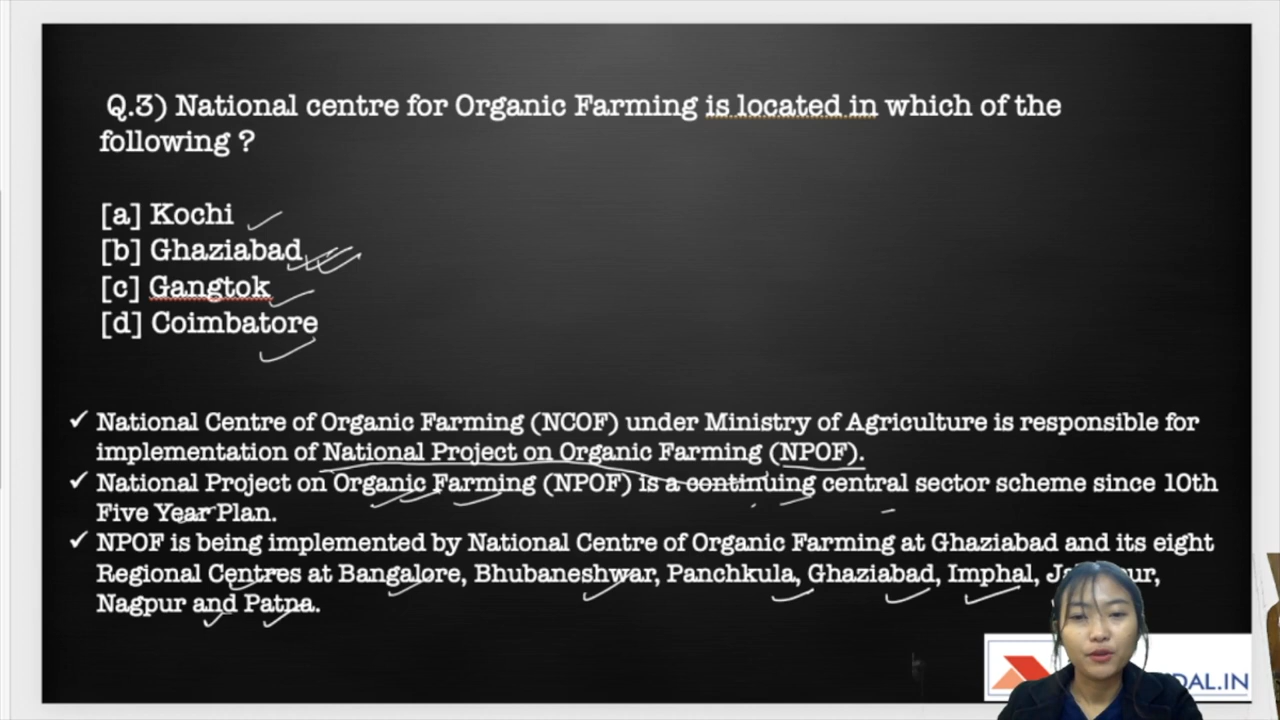 Q.3) National centre for Organic Farming is located in which of the
following ?
[a] Kochi
[b] Ghaziabad
[c] Gangtok
[d] Coimbatore
✓ National Centre of Organic Farming (NCOF) under Ministry of Agriculture is responsible for
implementation of National Project on Organic Farming (NPOF).
✓ National Project on Organic Farming (NPOF) is a continuing central sector scheme since 10th
Five Year Plan.
✓ NPOF is being implemented by National Centre of Organic Farming at Ghaziabad and its eight
Regional Centres at Bangalore, Bhubaneshwar, Panchkula, Ghaziabad, Imphal,
Nagpur and Patna.
DAL.IN